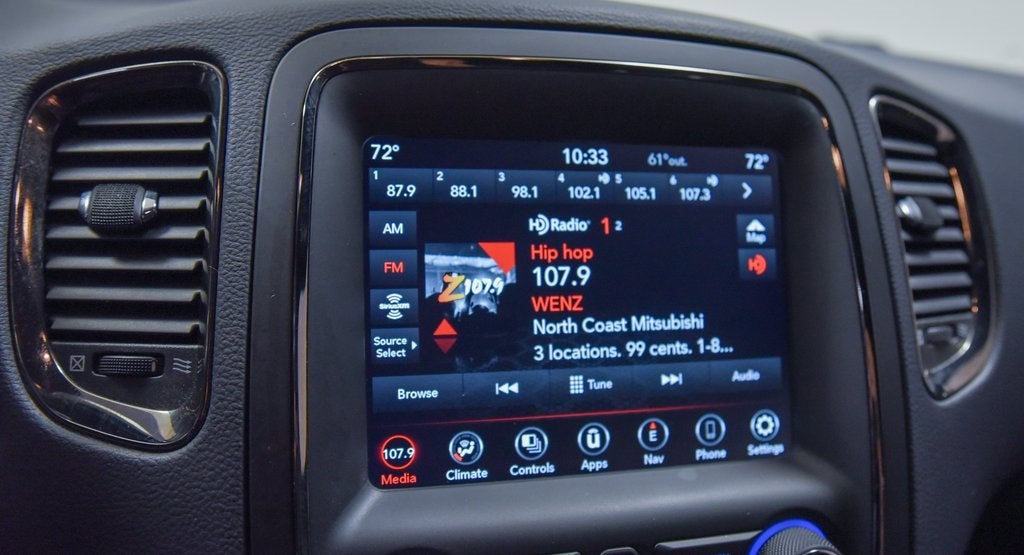 72° 10:33 61°out. 72°
1 2 3 4 5 6
87.9 88.1 98.1 102.1 105.1 107.3
AM
FM
SiriusXM
Source
Select
HD Radio 1 2
Hip hop
107.9
WENZ
North Coast Mitsubishi
3 locations. 99 cents. 1-8...
Z107.9
Map
HD
Browse Tune Audio
107.9 E
Media Climate Controls Apps Nav Phone Settings